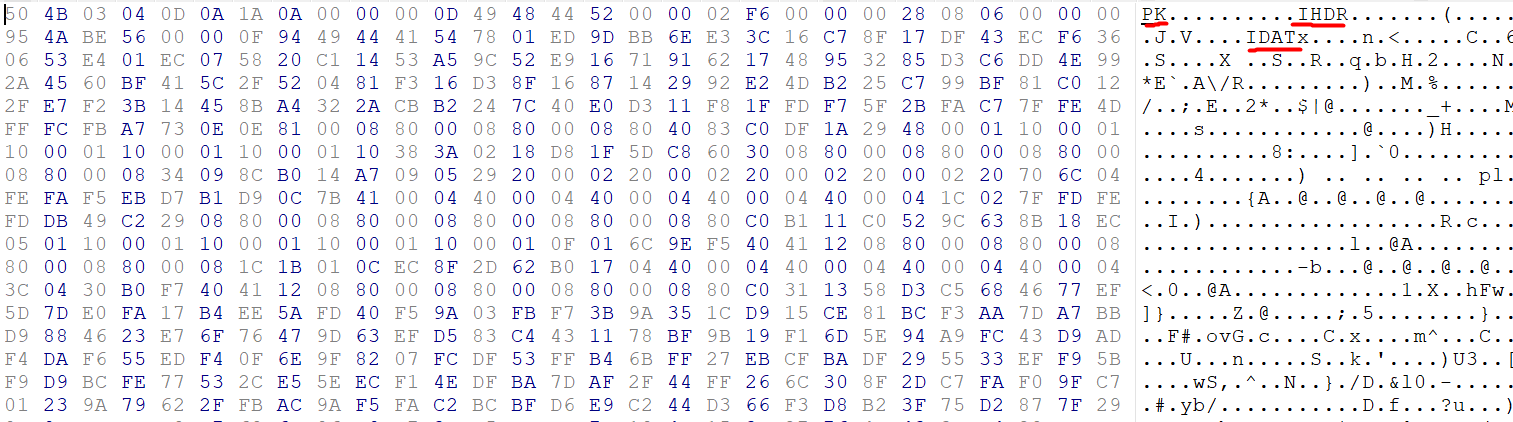 50 4B 03 04 0D 0A 1A 0A 00 00 00 0D 49 48 44 52 00 00 02 F6 00 00 00 28 08 06 00 00 00 PK..........IHDR.......(.....
95 4A BE 56 00 00 0F 94 49 44 41 54 78 01 ED 9D BB 6E E3 3C 16 C7 8F 17 DF 43 EC F6 36 .J.V....IDATx....n.<.....C..6
06 53 E4 01 EC 07 58 20 C1 14 53 A5 9C 52 E9 16 71 91 62 17 48 95 32 85 D3 C6 DD 4E 99 .S....X ..S..R..q.b.H.2....N.
2A 45 60 BF 41 5C 2F 52 04 81 F3 16 D3 8F 16 87 14 29 92 E2 4D B2 25 C7 99 BF 81 C0 12 *E`.A\/R.........)..M.%......
2F E7 F2 3B 14 45 8B A4 32 2A CB B2 24 7C 40 E0 D3 11 F8 1F FD F7 5F 2B FA C7 7F FE 4D /..;.E..2*..$|@......._+....M
FF FC FB A7 73 0E 0E 81 00 08 80 00 08 80 00 08 80 40 83 C0 DF 1A 29 48 00 01 10 00 01 ....s............@....)H.....
10 00 01 10 00 01 10 00 01 10 38 3A 02 18 D8 1F 5D C8 60 30 08 80 00 08 80 00 08 80 00 ..........8:....].`0.........
08 80 00 08 34 09 8C B0 14 A7 09 05 29 20 00 02 20 00 02 20 00 02 20 00 02 20 70 6C 04 ....4.......) .. .. .. .. pl.
FE FA F5 EB D7 B1 D9 0C 7B 41 00 04 40 00 04 40 00 04 40 00 04 40 00 04 1C 02 7F FD FE ........{A..@..@..@..@.......
FD DB 49 C2 29 08 80 00 08 80 00 08 80 00 08 80 00 08 80 C0 B1 11 C0 52 9C 63 8B 18 EC ..I.)..................R.c...
05 01 10 00 01 10 00 01 10 00 01 10 00 01 0F 01 6C 9E F5 40 41 12 08 80 00 08 80 00 08 ................l..@A........
80 00 08 80 00 08 1C 1B 01 0C EC 8F 2D 62 B0 17 04 40 00 04 40 00 04 40 00 04 40 00 04 ............-b...@..@..@..@..
3C 04 30 B0 F7 40 41 12 08 80 00 08 80 00 08 80 00 08 80 C0 31 13 58 D3 C5 68 46 77 EF <.0..@A.............1.X..hFw.
5D 7D E0 FA 17 B4 EE 5A FD 40 F5 9A 03 FB F7 3B 9A 35 1C D9 15 CE 81 BC F3 AA 7D A7 BB ]}.....Z.@.....;.5........}..
D9 88 46 23 E7 6F 76 47 9D 63 EF D5 83 C4 43 11 78 BF 9B 19 F1 6D 5E 94 A9 FC 43 D9 AD ..F#.ovG.c....C.x....m^...C..
F4 DA F6 55 ED F4 0F 6E 9F 82 07 FC DF 53 FF B4 6B FF 27 EB CF BA DF 29 55 33 EF F9 5B ...U...n.....S..k.'....)U3..[
F9 D9 BC FE 77 53 2C E5 5E EC F1 4E DF BA 7D AF 2F 44 FF 26 6C 30 8F 2D C7 FA F0 9F C7 ....wS,.^..N..}./D.&l0.-.....
01 23 9A 79 62 2F FB AC 9A F5 FA C2 BC BF D6 E9 C2 44 D3 66 F3 D8 B2 3F 75 D2 87 7F 29 .#.yb/...........D.f...?u...)